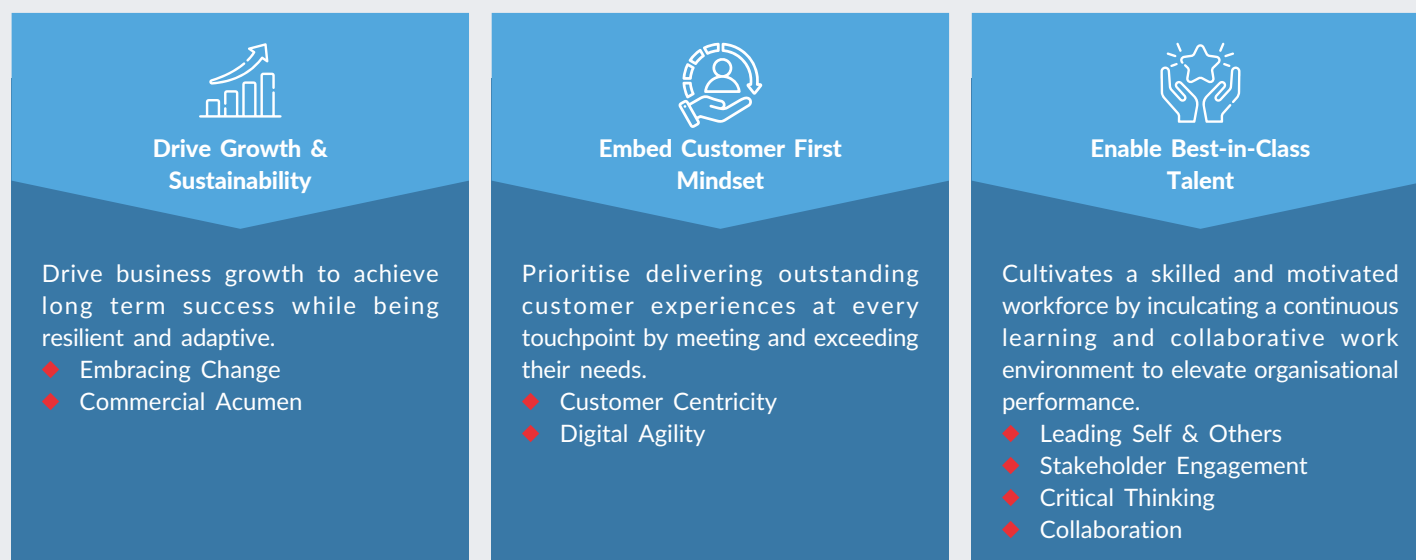 Drive Growth &
Sustainability
Drive business growth to achieve
long term success while being
resilient and adaptive.
Embracing Change
Commercial Acumen
Embed Customer First
Mindset
Prioritise delivering outstanding
customer experiences at every
touchpoint by meeting and exceeding
their needs.
Customer Centricity
Digital Agility
Enable Best-in-Class
Talent
Cultivates a skilled and motivated
workforce by inculcating a continuous
learning and collaborative work
environment to elevate organisational
performance.
Leading Self & Others
Stakeholder Engagement
Critical Thinking
Collaboration